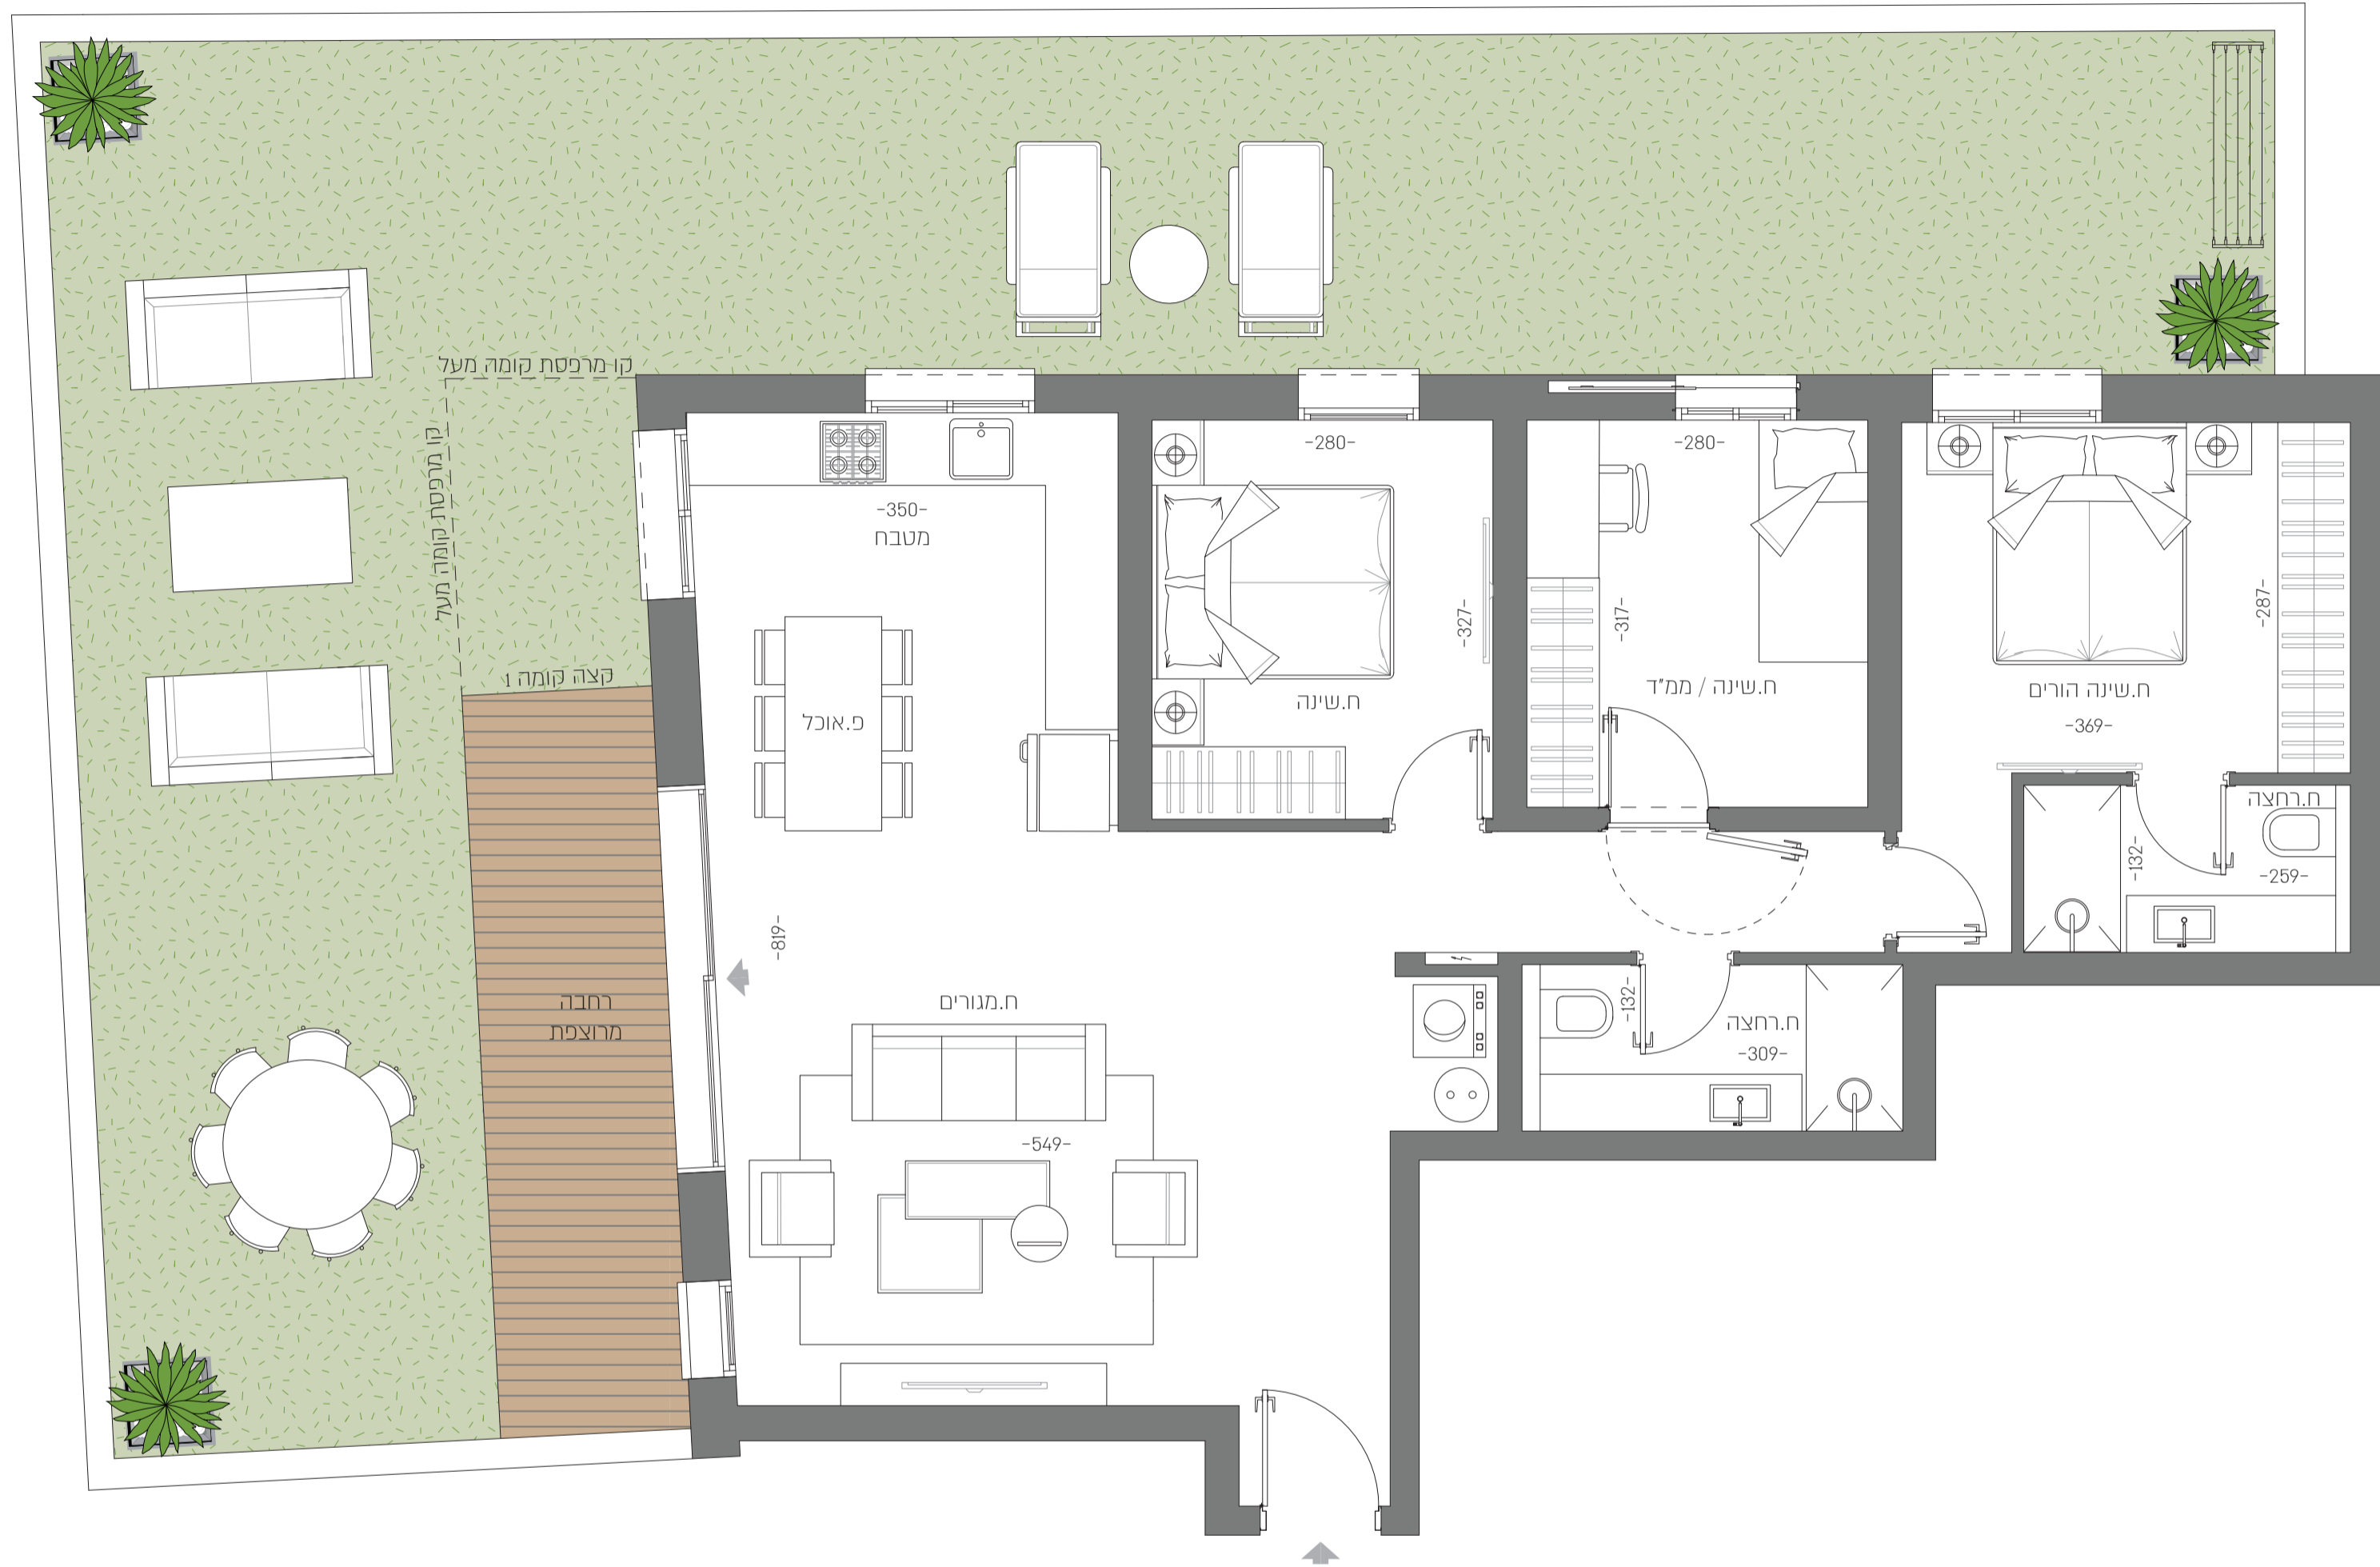 קו מרפסת קומה מעל
קו מרפסת קומה מעל
קצה קומה 1
רחבה
מרוצפת
-350-
מטבח
פ.אוכל
-819-
ח.מגורים
-549-
-280-
-327-
ח.שינה
-280-
-317-
ח.שינה / ממ"ד
-287-
ח.שינה הורים
-369-
ח.רחצה
-132-
-259-
-132-
ח.רחצה
-309-